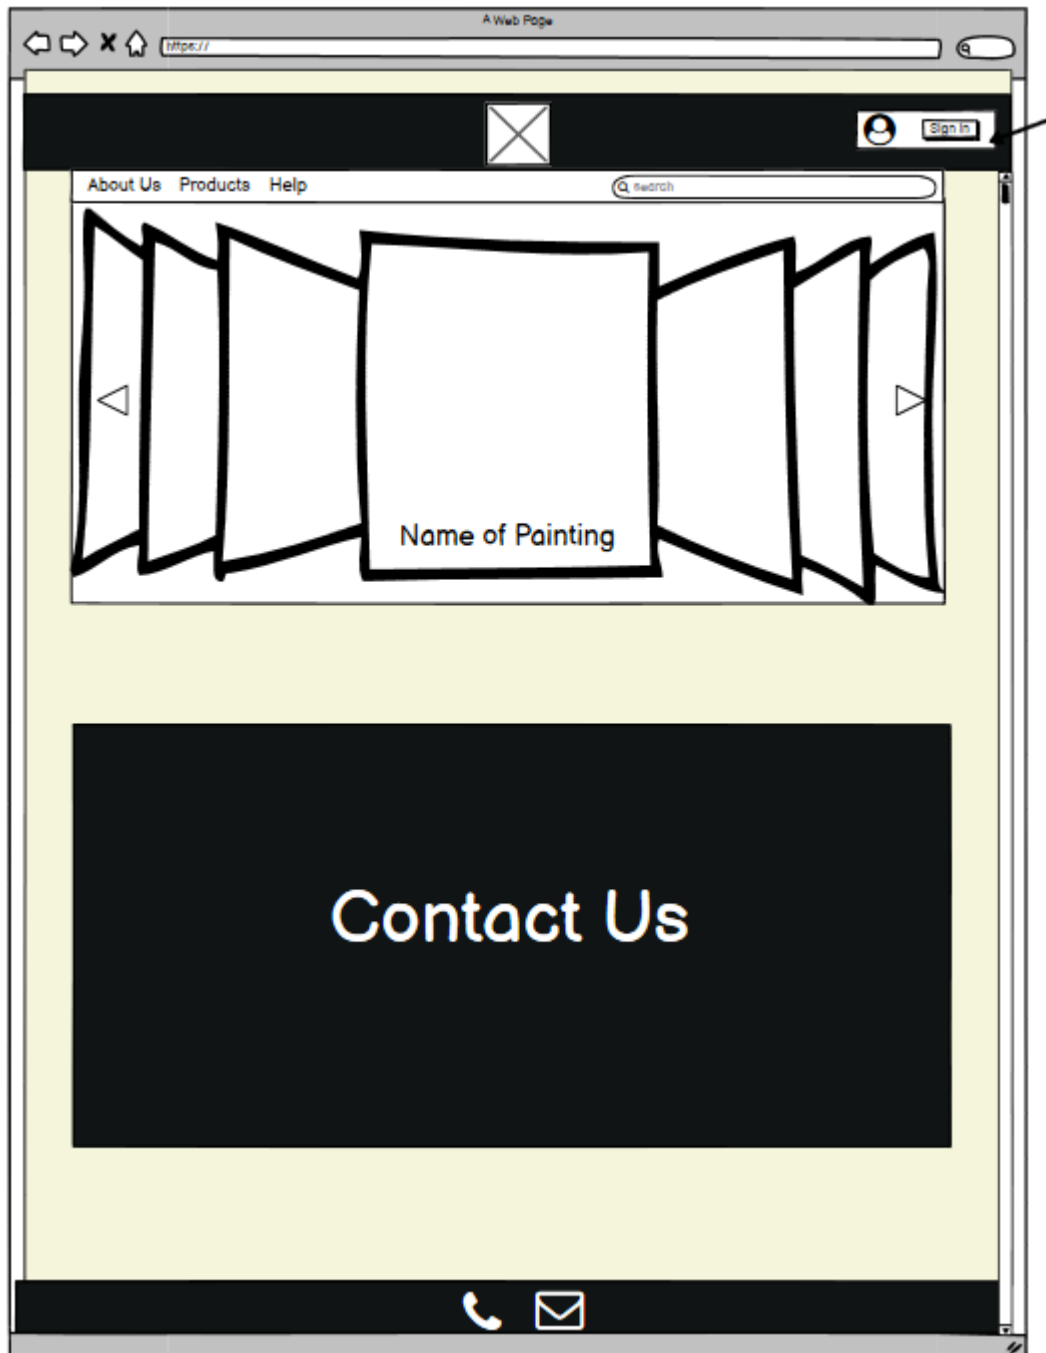 A Web Page
https://
Sign In
About Us Products Help
search
Name of Painting
Contact Us